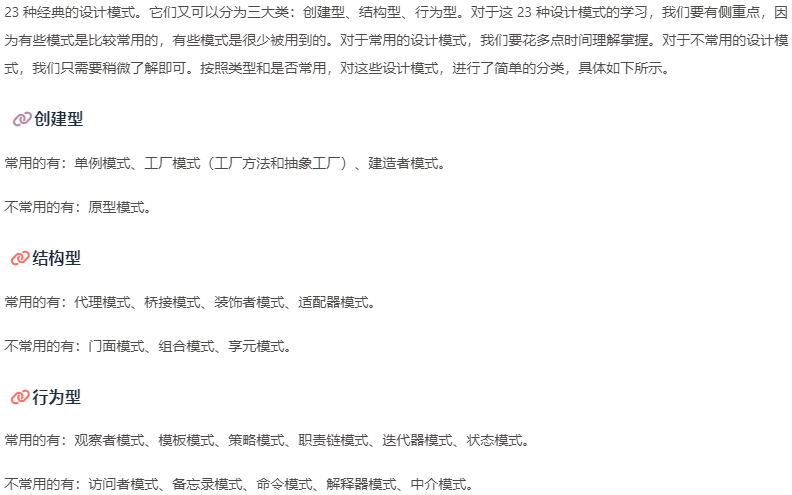 23 种经典的设计模式。它们又可以分为三大类：创建型、结构型、行为型。对于这 23 种设计模式的学习，我们要有侧重点，因
为有些模式是比较常用的，有些模式是很少被用到的。对于常用的设计模式，我们要花多点时间理解掌握。对于不常用的设计模
式，我们只需要稍微了解即可。按照类型和是否常用，对这些设计模式，进行了简单的分类，具体如下所示。
创建型
常用的有：单例模式、工厂模式（工厂方法和抽象工厂）、建造者模式。
不常用的有：原型模式。
结构型
常用的有：代理模式、桥接模式、装饰者模式、适配器模式。
不常用的有：门面模式、组合模式、享元模式。
行为型
常用的有：观察者模式、模板模式、策略模式、职责链模式、迭代器模式、状态模式。
不常用的有：访问者模式、备忘录模式、命令模式、解释器模式、中介模式。